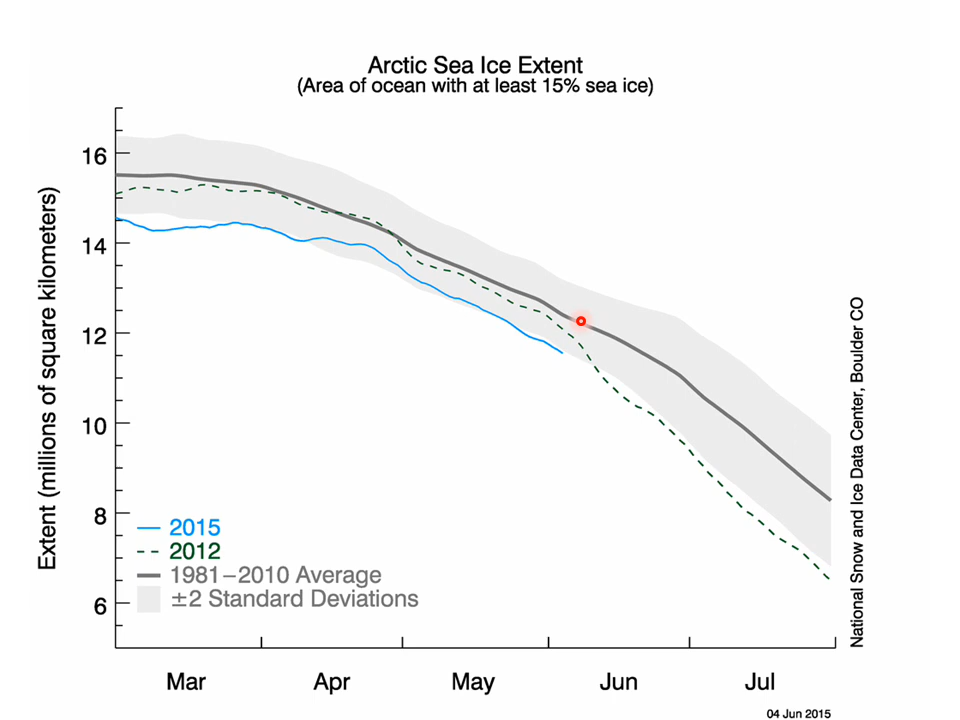 Arctic Sea Ice Extent
(Area of ocean with at least 15% sea ice)
Extent (millions of square kilometers)
16
14
12
10
8
6
2015
2012
1981–2010 Average
±2 Standard Deviations
Mar Apr May Jun Jul
National Snow and Ice Data Center, Boulder CO
04 Jun 2015